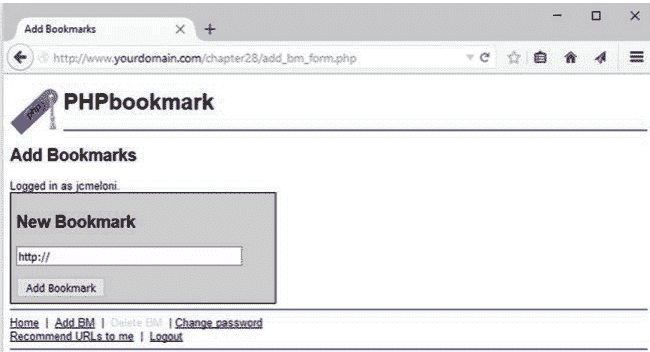 Add Bookmarks
http://www.yourdomain.com/chapter28/add_bm_form.php
php
PHPbookmark
Add Bookmarks
Logged in as jcmeloni.
New Bookmark
http://
Add Bookmark
Home | Add BM | Delete BM | Change password
Recommend URLs to me | Logout